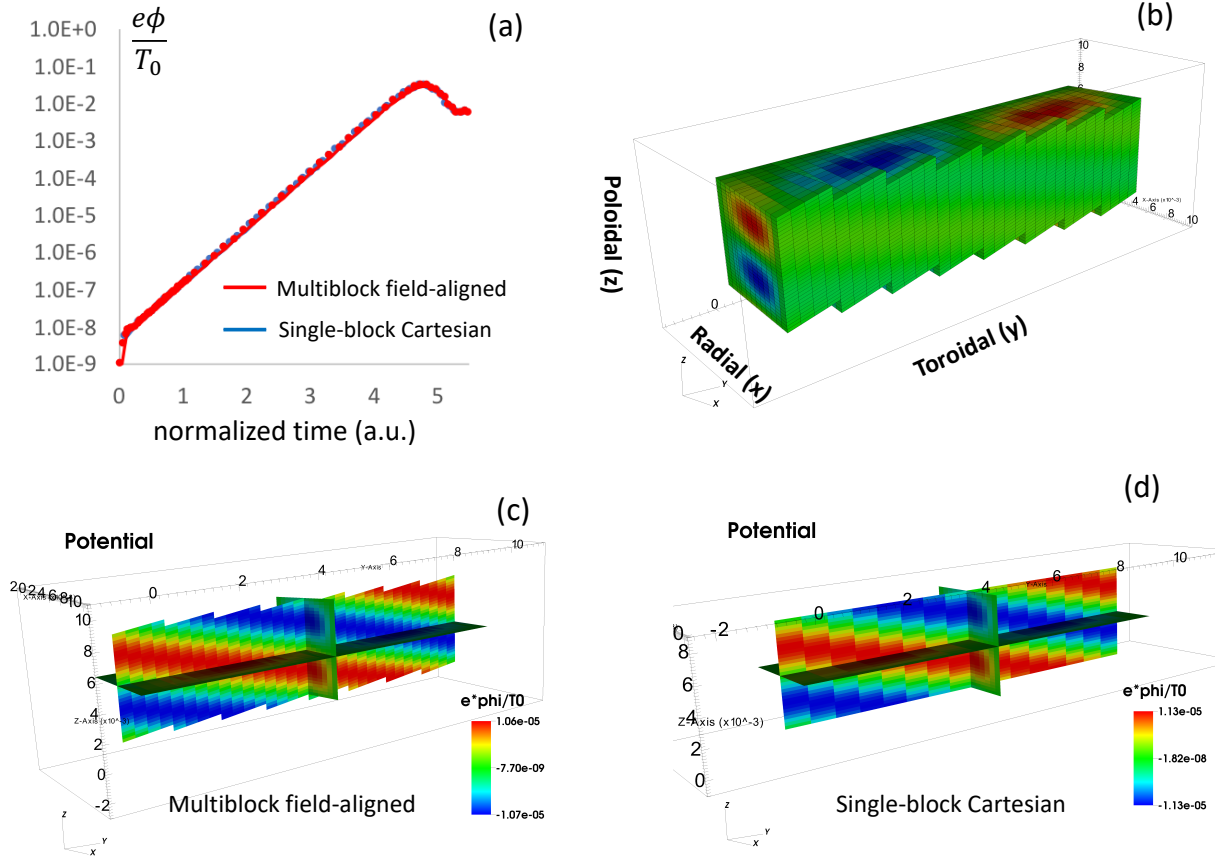 (a)
eϕ
T₀
1.0E+0
1.0E-1
1.0E-2
1.0E-3
1.0E-4
1.0E-5
1.0E-6
1.0E-7
1.0E-8
1.0E-9
Multiblock field-aligned
Single-block Cartesian
0 1 2 3 4 5
normalized time (a.u.)
(b)
10
8
Poloidal (z)
0
Radial (x)
Toroidal (y)
X-Axis (x10^-3)
4 6 8 10
z
Y
X
(c)
Potential
0 2 4 6 8 10
Y-Axis
10
8
6
4
Z-Axis (x10^-3)
2
0
-2
e*phi/T0
1.06e-05
-7.70e-09
-1.07e-05
Multiblock field-aligned
z
Y
X
(d)
Potential
-2 0 2 4 6 8 10
Y-Axis
0
8
6
4
Z-Axis (x10^-3)
2
0
e*phi/T0
1.13e-05
-1.82e-08
-1.13e-05
Single-block Cartesian
z
Y
X